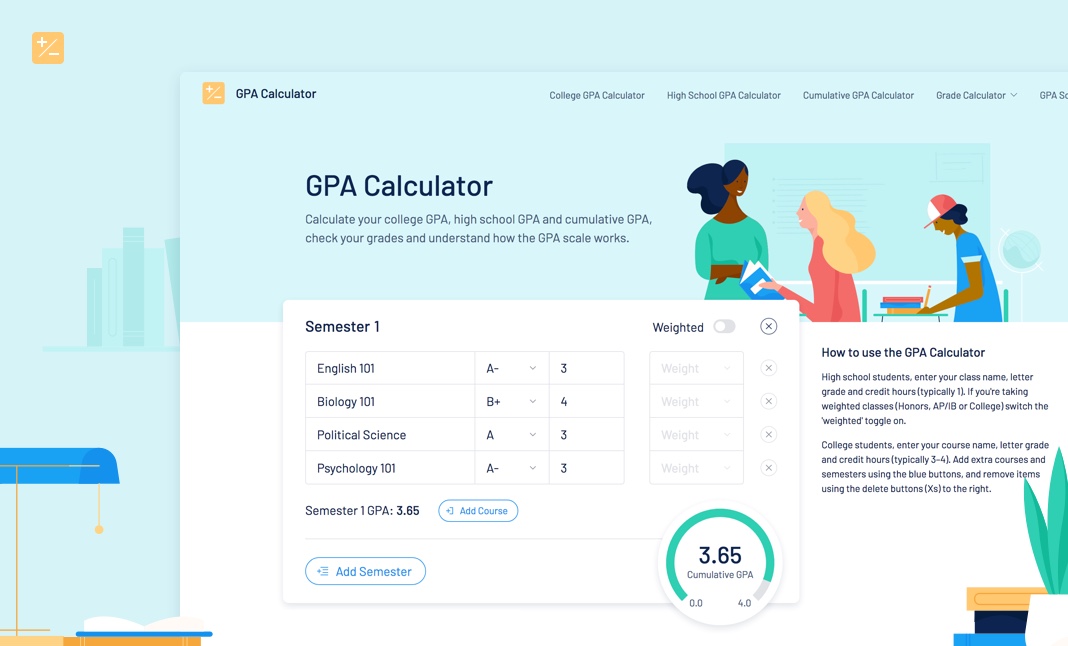 GPA Calculator
College GPA Calculator
High School GPA Calculator
Cumulative GPA Calculator
Grade Calculator
GPA
GPA Calculator
Calculate your college GPA, high school GPA and cumulative GPA,
check your grades and understand how the GPA scale works.
Semester 1
Weighted
English 101 A- 3 Weight
Biology 101 B+ 4 Weight
Political Science A 3 Weight
Psychology 101 A- 3 Weight
Semester 1 GPA: 3.65
Add Course
Add Semester
3.65
Cumulative GPA
0.0 4.0
How to use the GPA Calculator
High school students, enter your class name, letter
grade and credit hours (typically 1). If you're taking
weighted classes (Honors, AP/IB or College) switch the
'weighted' toggle on.
College students, enter your course name, letter grade
and credit hours (typically 3-4). Add extra courses and
semesters using the blue buttons, and remove items
using the delete buttons (Xs) to the right.